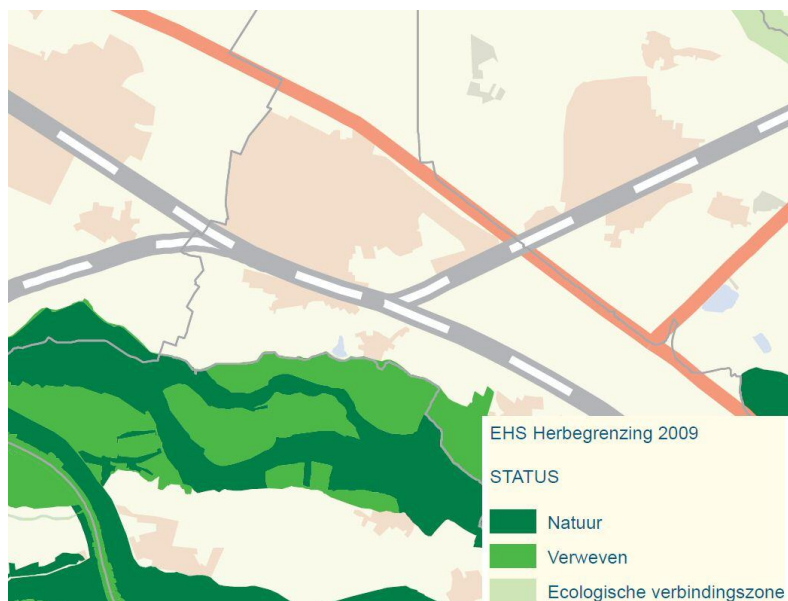 EHS Herbegrenzing 2009
STATUS
Natuur
Verweven
Ecologische verbindingszone